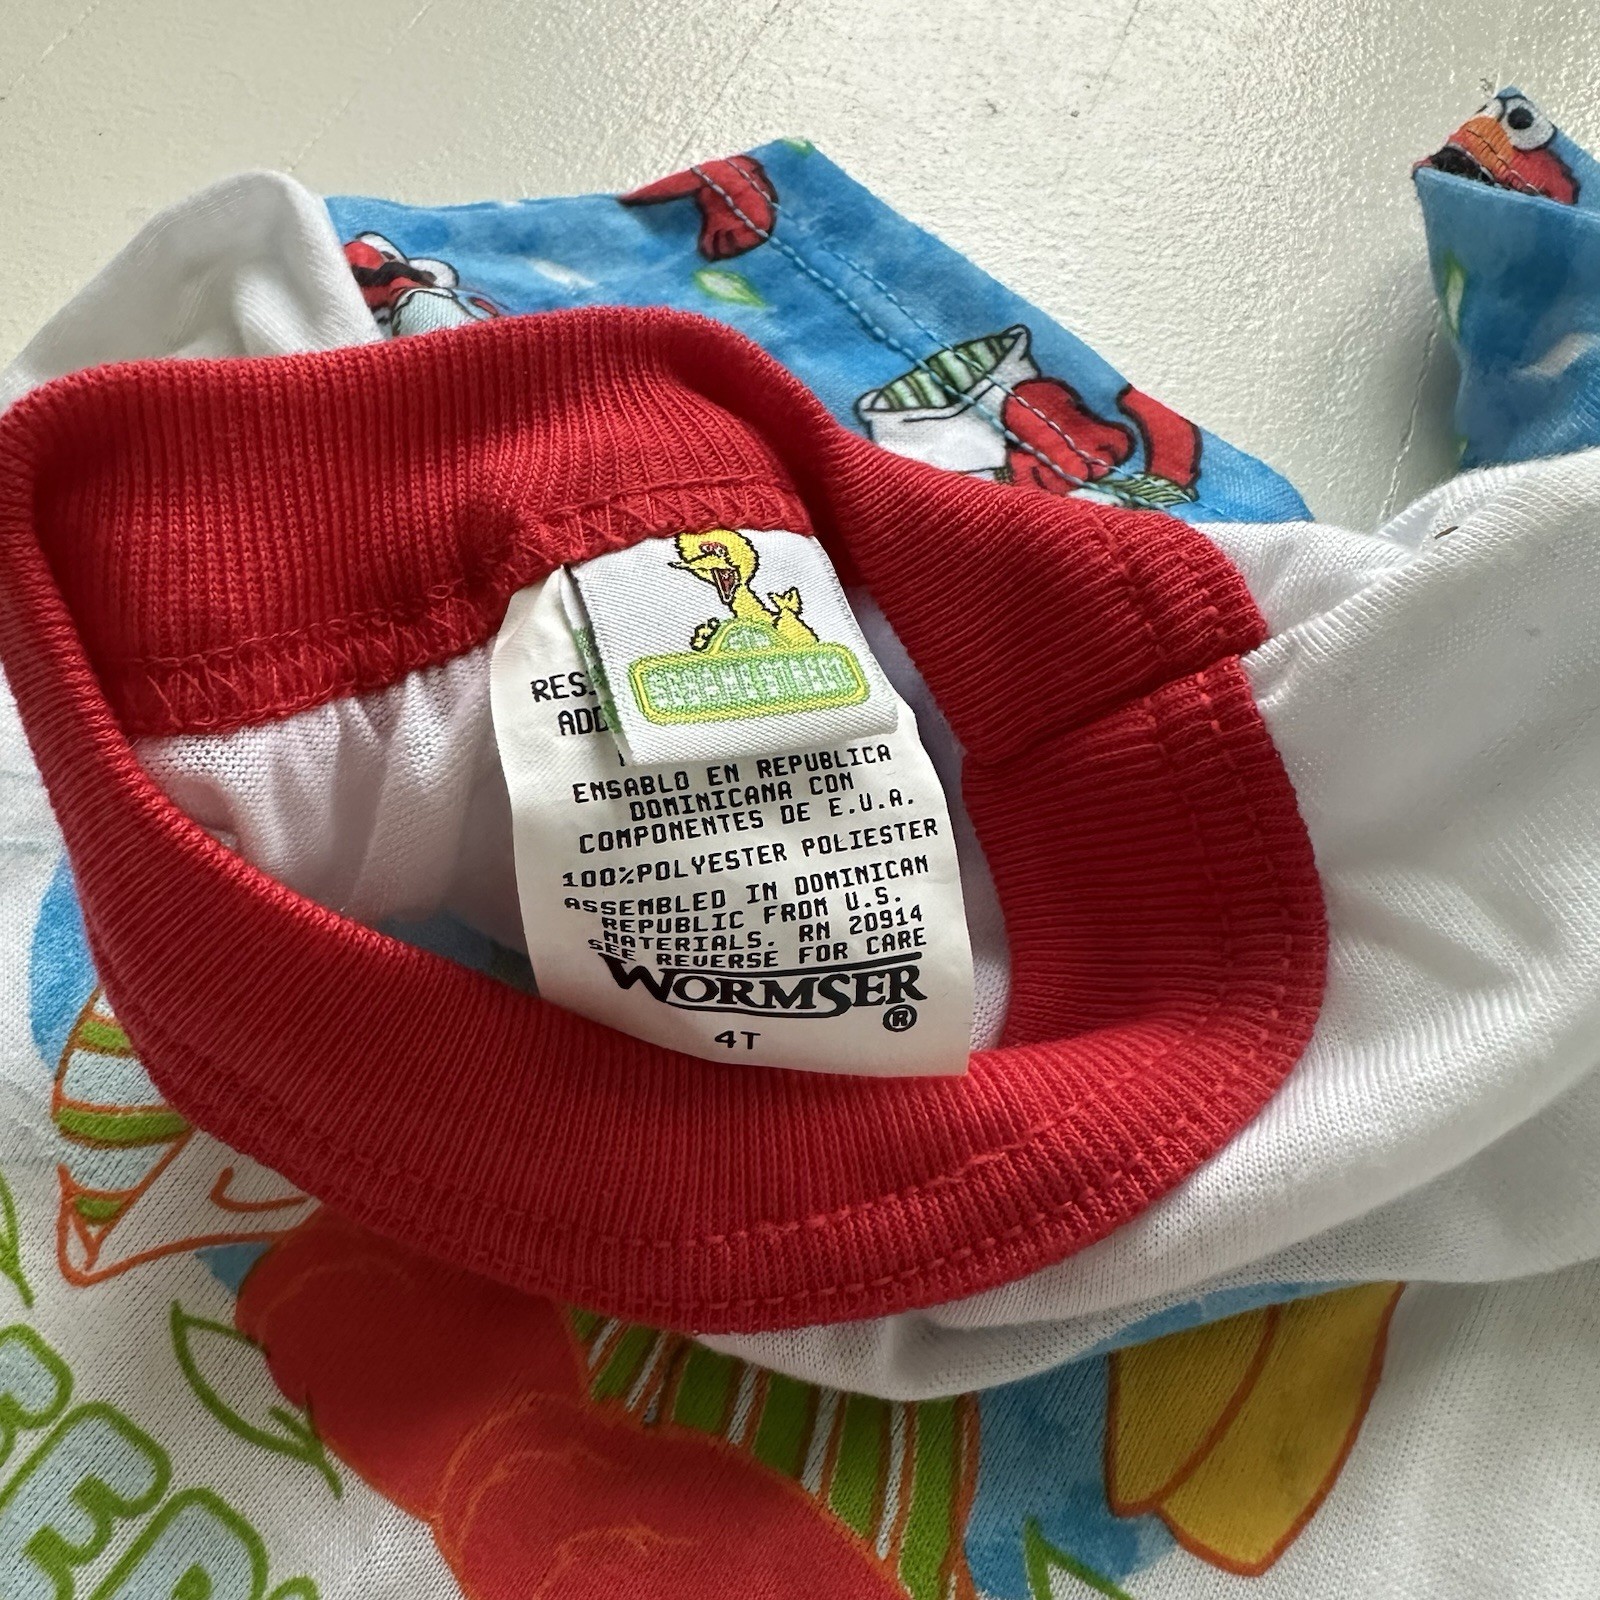 SESAME STREET
RES
ADD
ENSABLO EN REPUBLICA
DOMINICANA CON
COMPONENTES DE E.U.A.
100%POLYESTER POLIESTER
ASSEMBLED IN DOMINICAN
REPUBLIC FROM U.S.
MATERIALS. RN 20914
SEE REVERSE FOR CARE
WORMSER
®
4T